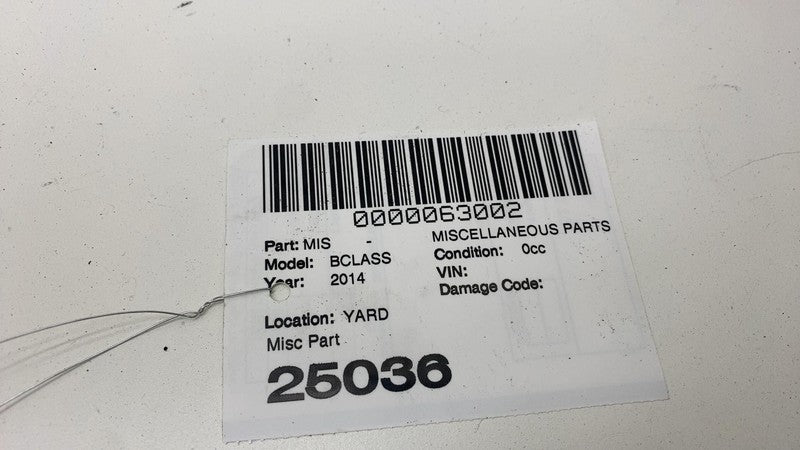 0000063002
Part: MIS - MISCELLANEOUS PARTS
Model: BCLASS Condition: 0cc
Year: 2014 VIN:
Damage Code:
Location: YARD
Misc Part
25036